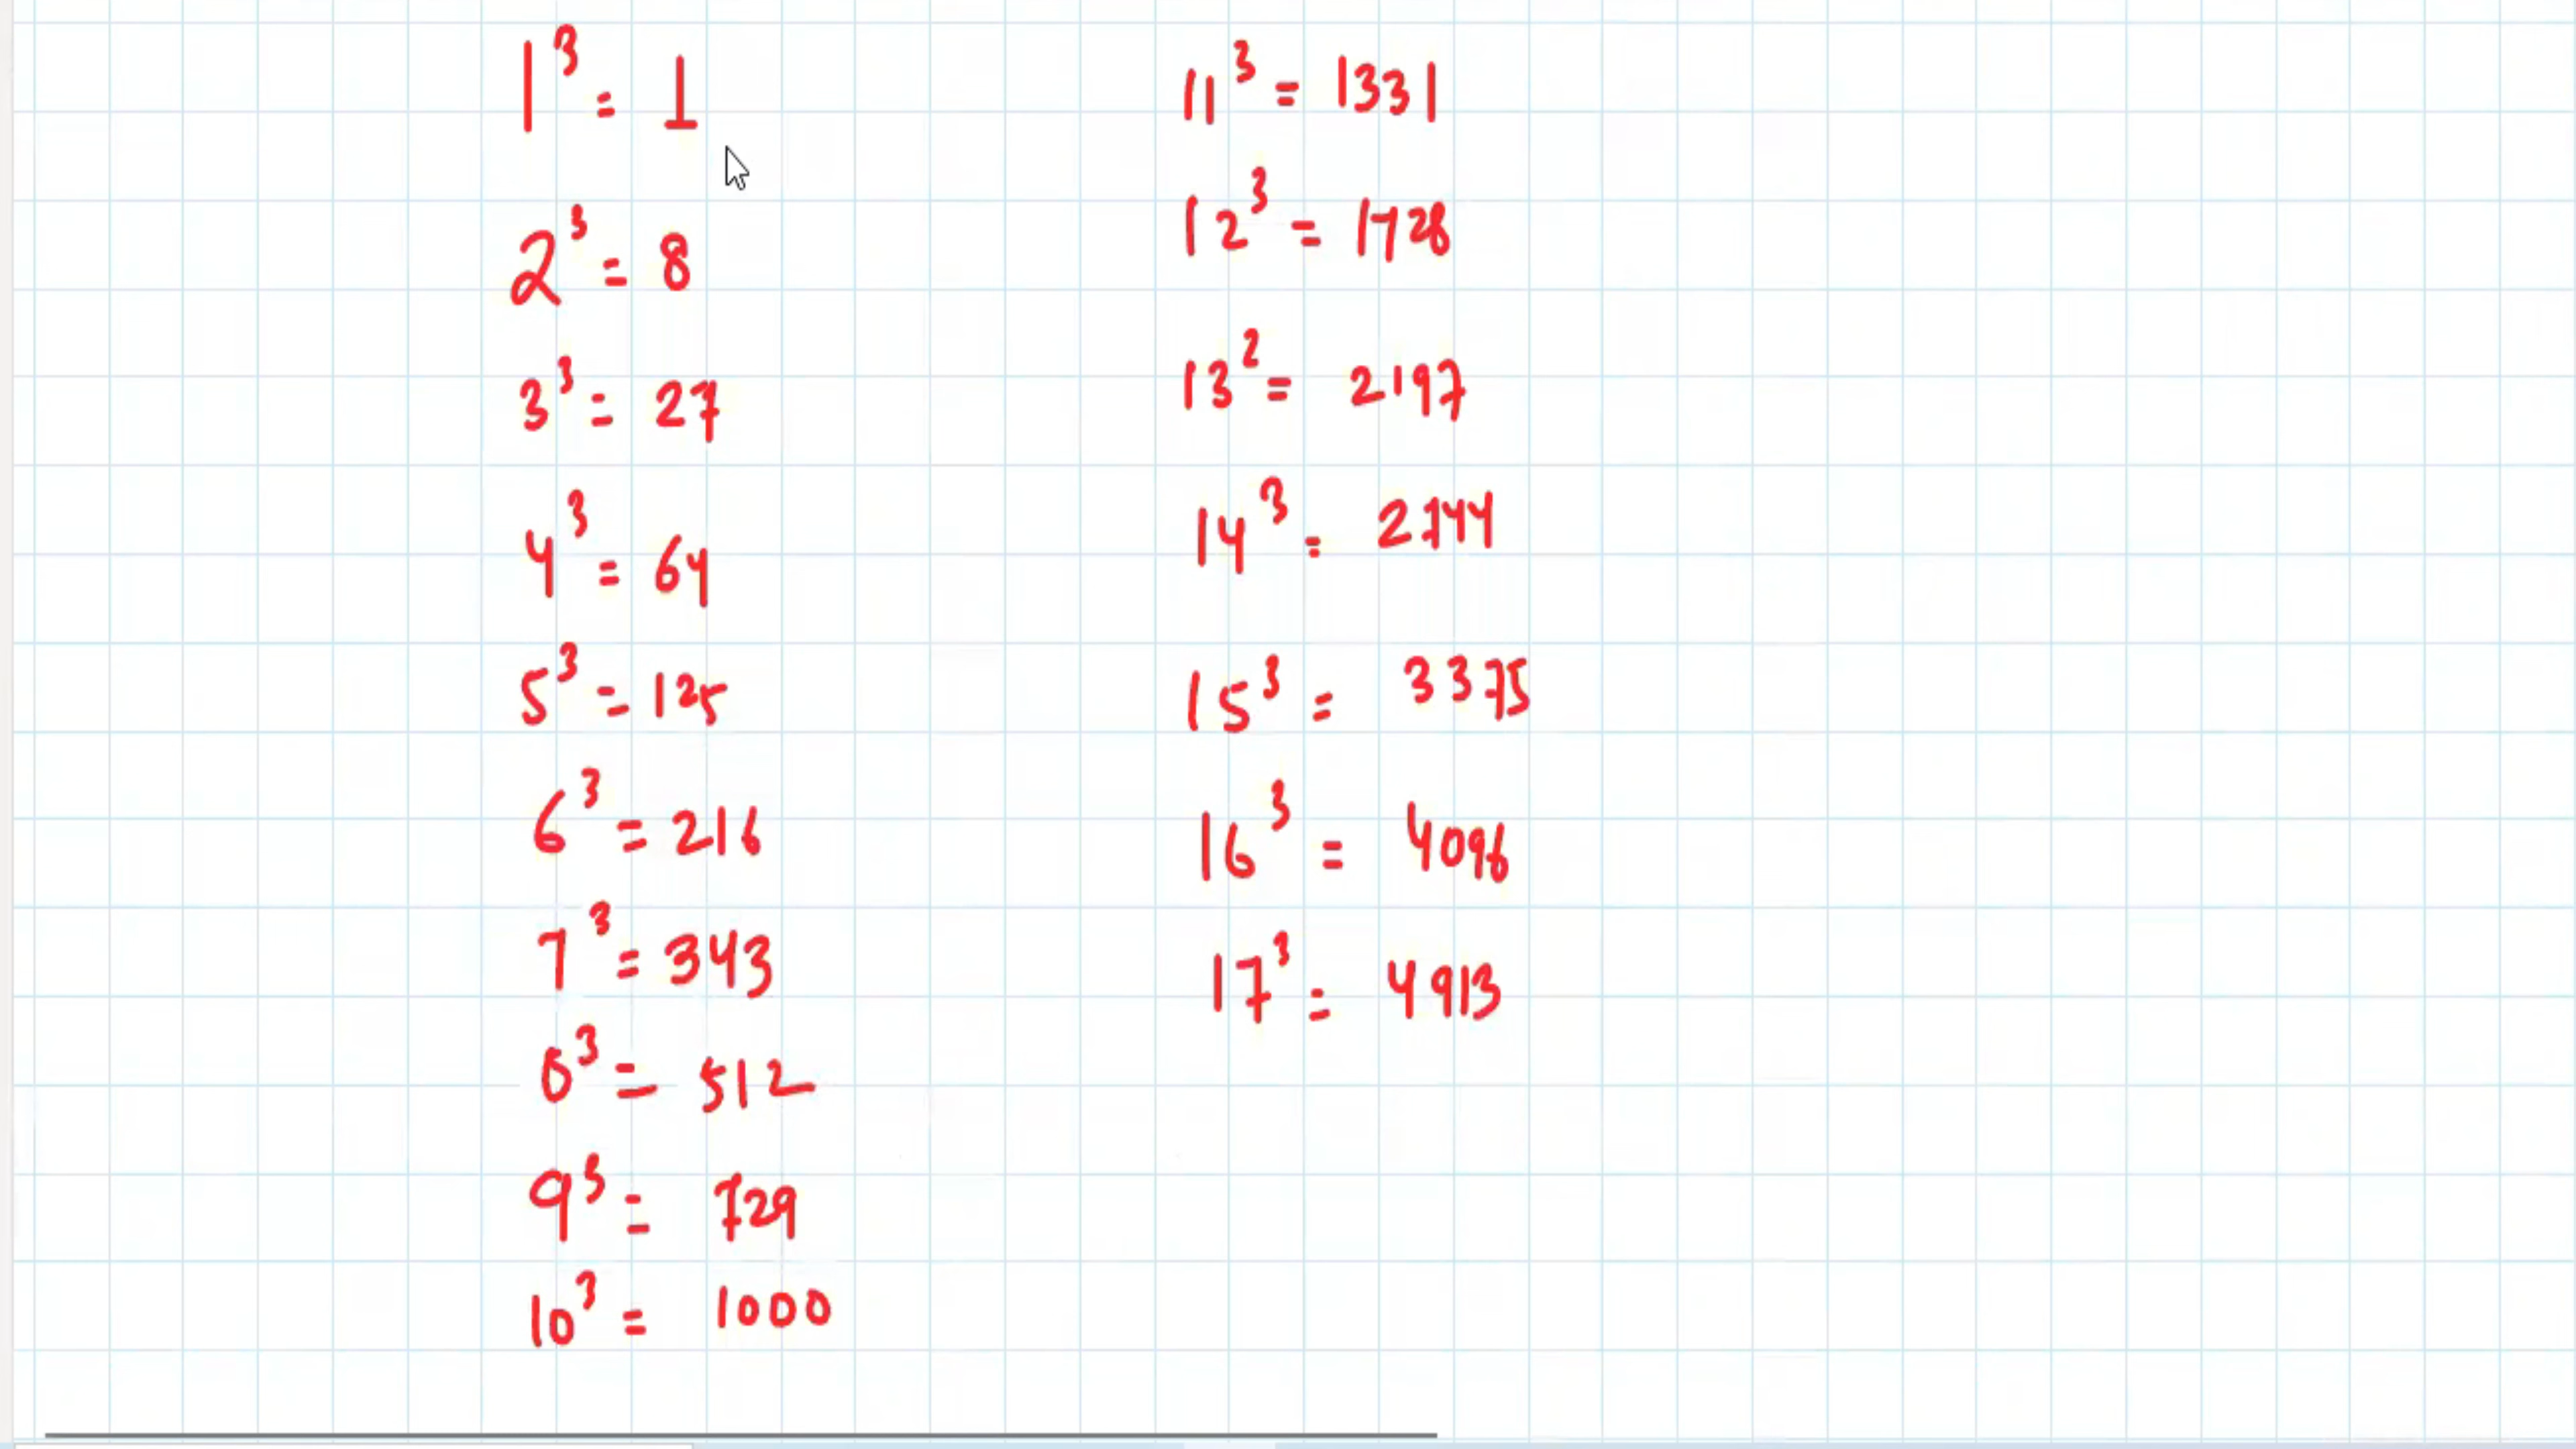 1³ = 1
2³ = 8
3³ = 27
4³ = 64
5³ = 125
6³ = 216
7³ = 343
8³ = 512
9³ = 729
10³ = 1000
11³ = 1331
12³ = 1728
13² = 2197
14³ = 2744
15³ = 3375
16³ = 4096
17³ = 4913